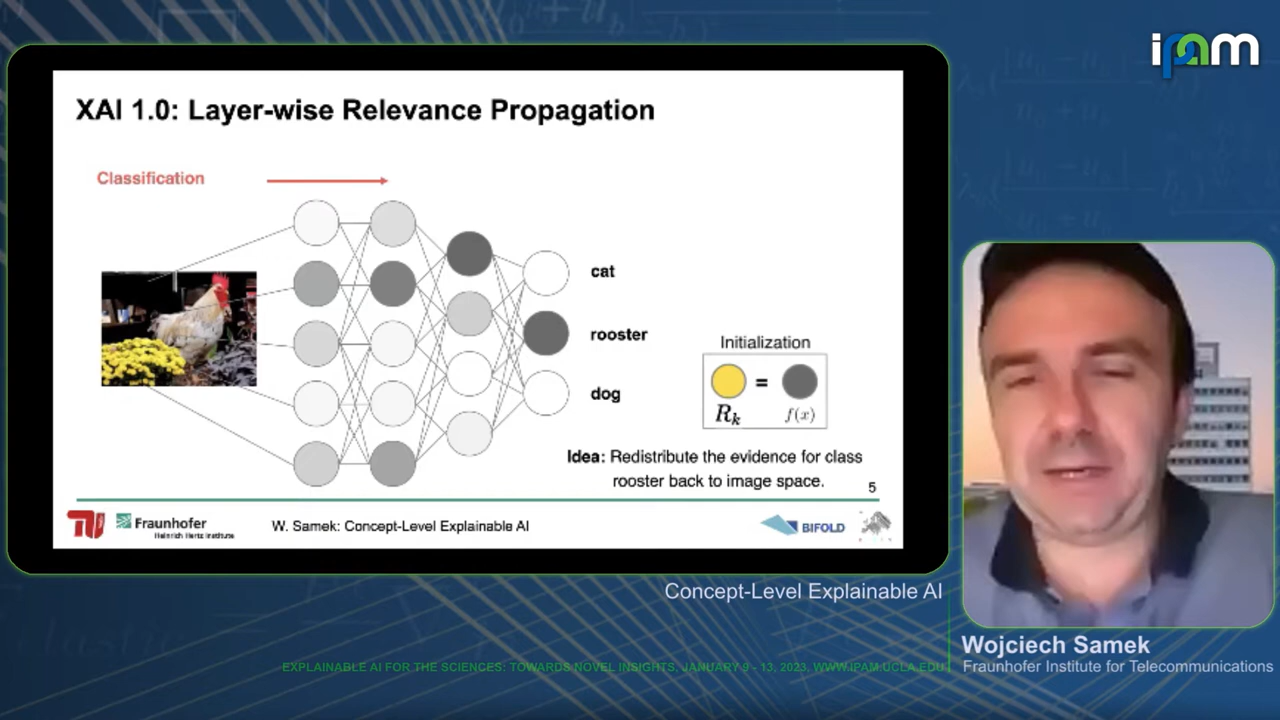 ipam
XAI 1.0: Layer-wise Relevance Propagation
Classification
cat
rooster
dog
Initialization
=
R_k f(x)
Idea: Redistribute the evidence for class
rooster back to image space.
5
Fraunhofer
Heinrich Hertz Institute
W. Samek: Concept-Level Explainable AI
BIFOLD
Concept-Level Explainable AI
Wojciech Samek
Fraunhofer Institute for Telecommunications
EXPLAINABLE AI FOR THE SCIENCES: TOWARDS NOVEL INSIGHTS, JANUARY 9 - 13, 2023, WWW.IPAM.UCLA.EDU